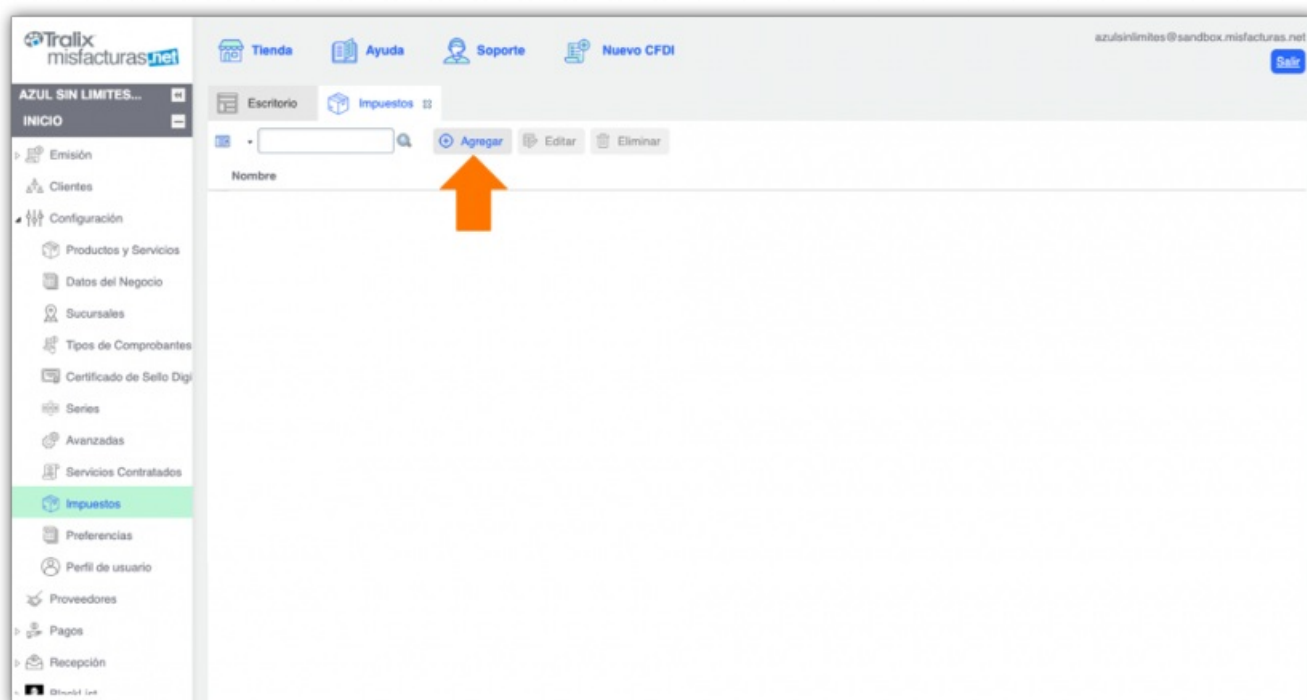 Tralix
misfacturas.net
Tienda
Ayuda
Soporte
Nuevo CFDI
azulsinlimites@sandbox.misfacturas.net
Salir
AZUL SIN LIMITES...
INICIO
Escritorio
Impuestos
Agregar
Editar
Eliminar
Nombre
Emisión
Clientes
Configuración
Productos y Servicios
Datos del Negocio
Sucursales
Tipos de Comprobantes
Certificado de Sello Digi
Series
Avanzadas
Servicios Contratados
Impuestos
Preferencias
Perfil de usuario
Proveedores
Pagos
Recepción